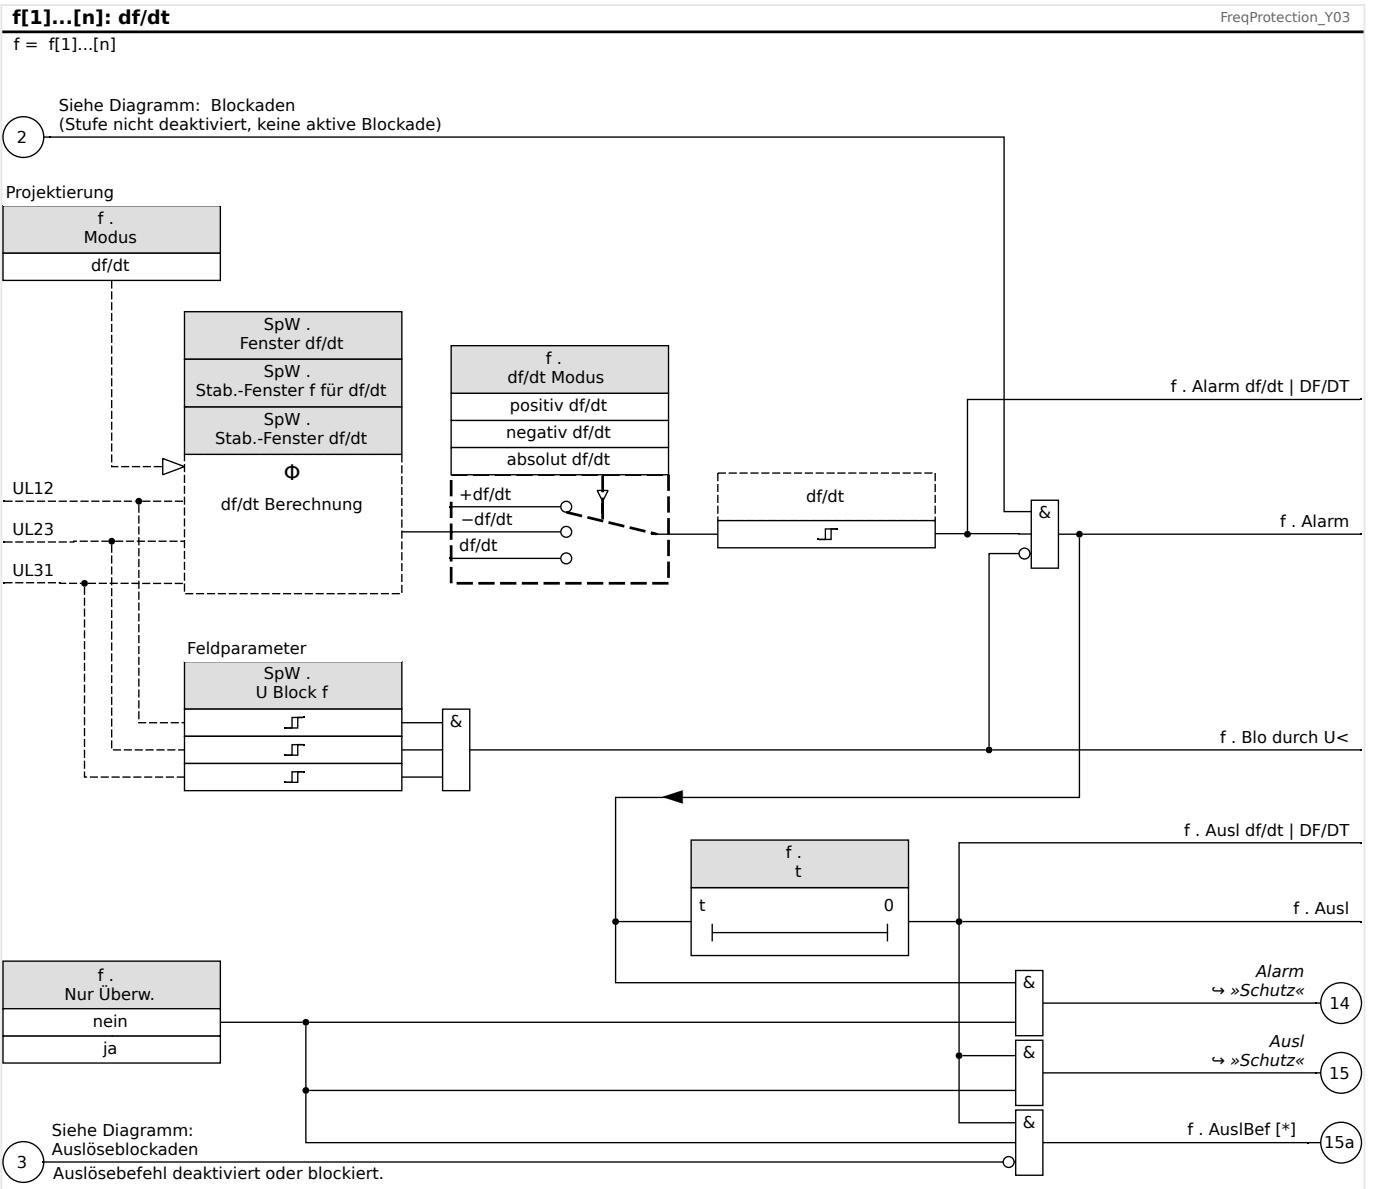 f[1]...[n]: df/dt
FreqProtection_Y03
f = f[1]...[n]
Siehe Diagramm: Blockaden
(Stufe nicht deaktiviert, keine aktive Blockade)
2
Projektierung
f .
Modus
df/dt
SpW .
Fenster df/dt
SpW .
Stab.-Fenster f für df/dt
SpW .
Stab.-Fenster df/dt
Φ
df/dt Berechnung
f .
df/dt Modus
positiv df/dt
negativ df/dt
absolut df/dt
+df/dt
−df/dt
df/dt
df/dt
f . Alarm df/dt | DF/DT
&
f . Alarm
UL12
UL23
UL31
Feldparameter
SpW .
U Block f
&
f . Blo durch U<
f . Ausl df/dt | DF/DT
f .
t
t 0
f . Ausl
f .
Nur Überw.
nein
ja
&
Alarm
↪ »Schutz«
14
&
Ausl
↪ »Schutz«
15
&
f . AuslBef [*]
15a
Siehe Diagramm:
Auslöseblockaden
3
Auslösebefehl deaktiviert oder blockiert.